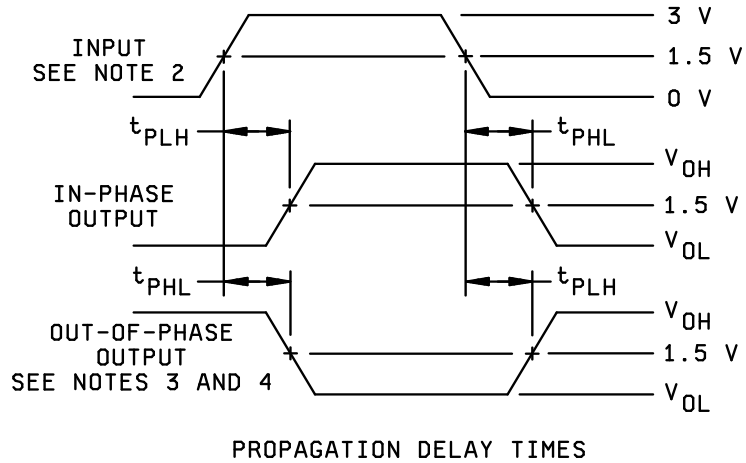 3 V
INPUT
SEE NOTE 2
1.5 V
0 V
tPLH
tPHL
VOH
IN-PHASE
OUTPUT
1.5 V
VOL
tPHL
tPLH
VOH
OUT-OF-PHASE
OUTPUT
SEE NOTES 3 AND 4
1.5 V
VOL
PROPAGATION DELAY TIMES